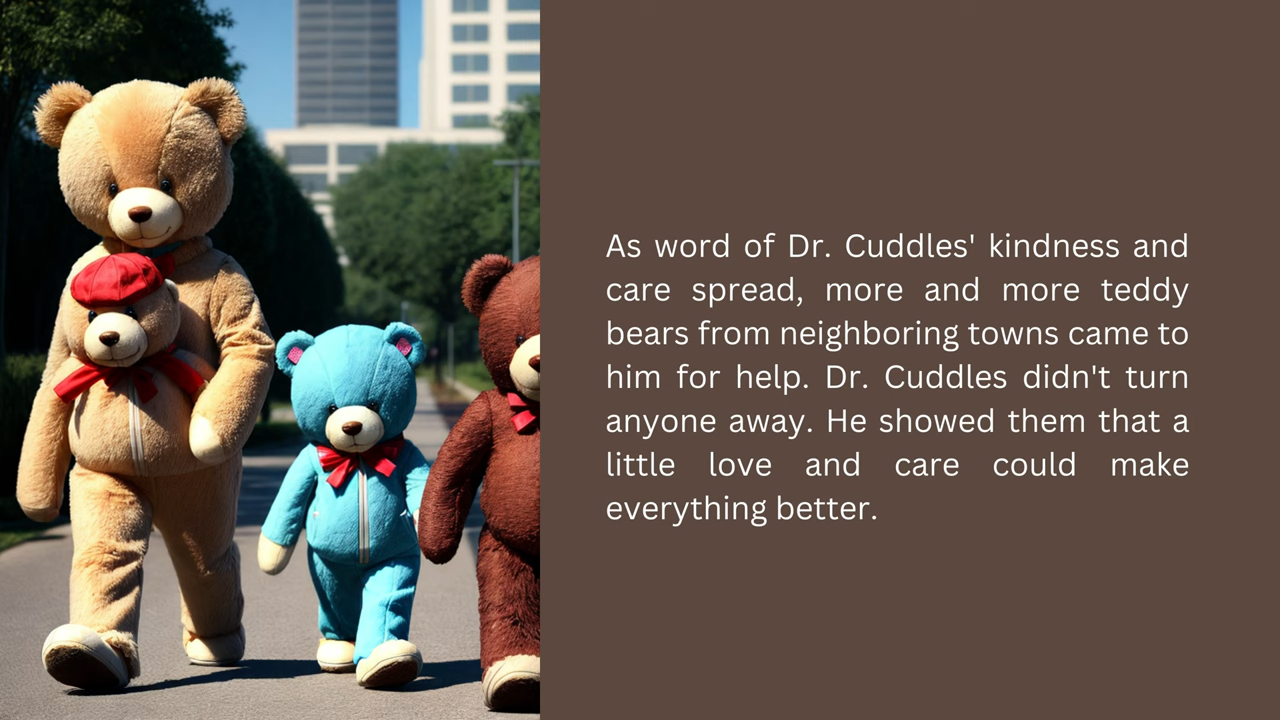 As word of Dr. Cuddles' kindness and
care spread, more and more teddy
bears from neighboring towns came to
him for help. Dr. Cuddles didn't turn
anyone away. He showed them that a
little love and care could make
everything better.